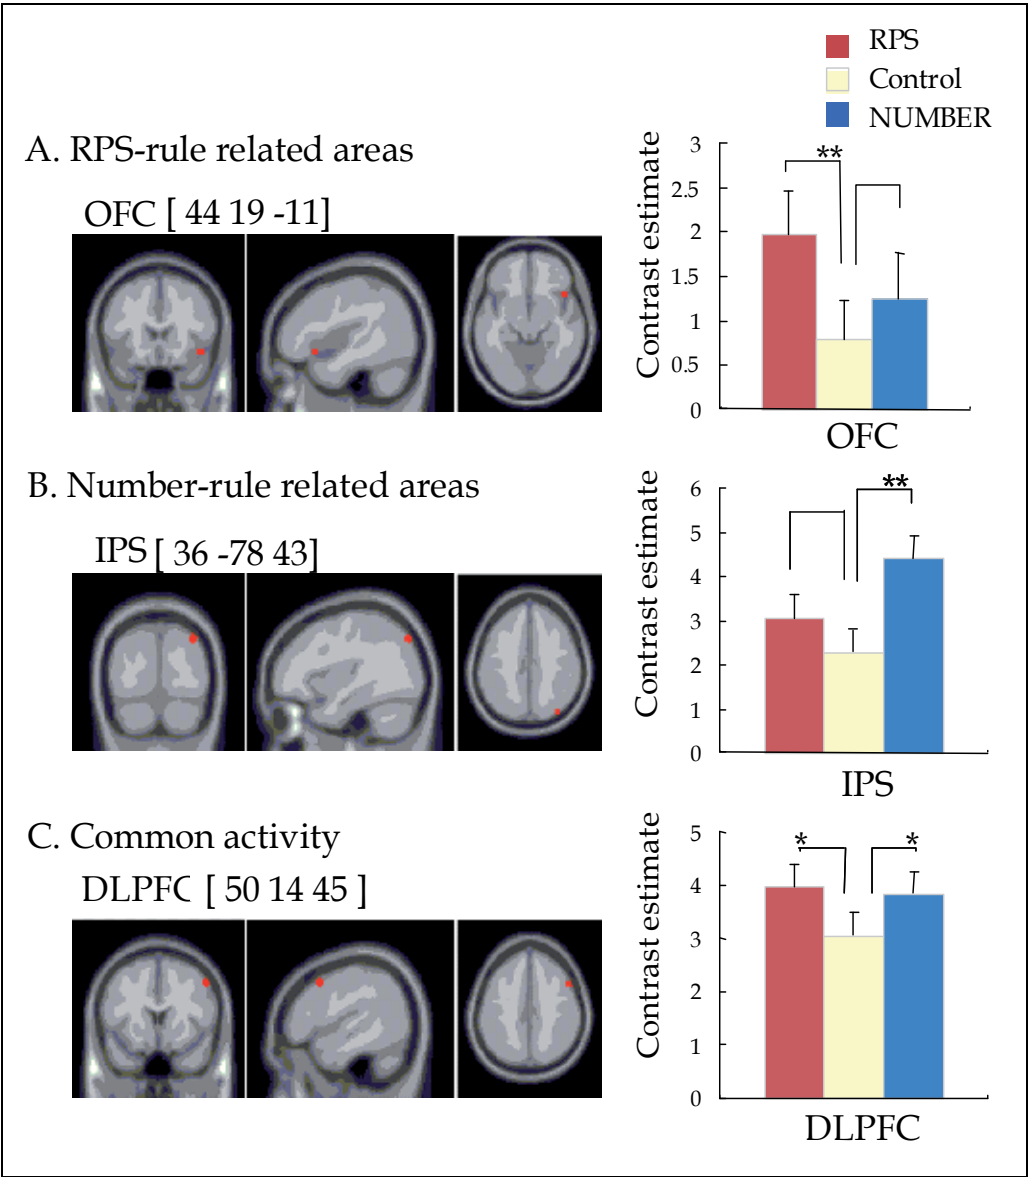 RPS
Control
NUMBER
A. RPS-rule related areas
OFC [ 44 19 -11]
Contrast estimate
3
2.5
2
1.5
1
0.5
0
**
OFC
B. Number-rule related areas
IPS [ 36 -78 43]
Contrast estimate
6
5
4
3
2
1
0
**
IPS
C. Common activity
DLPFC [ 50 14 45 ]
Contrast estimate
5
4
3
2
1
0
* *
DLPFC